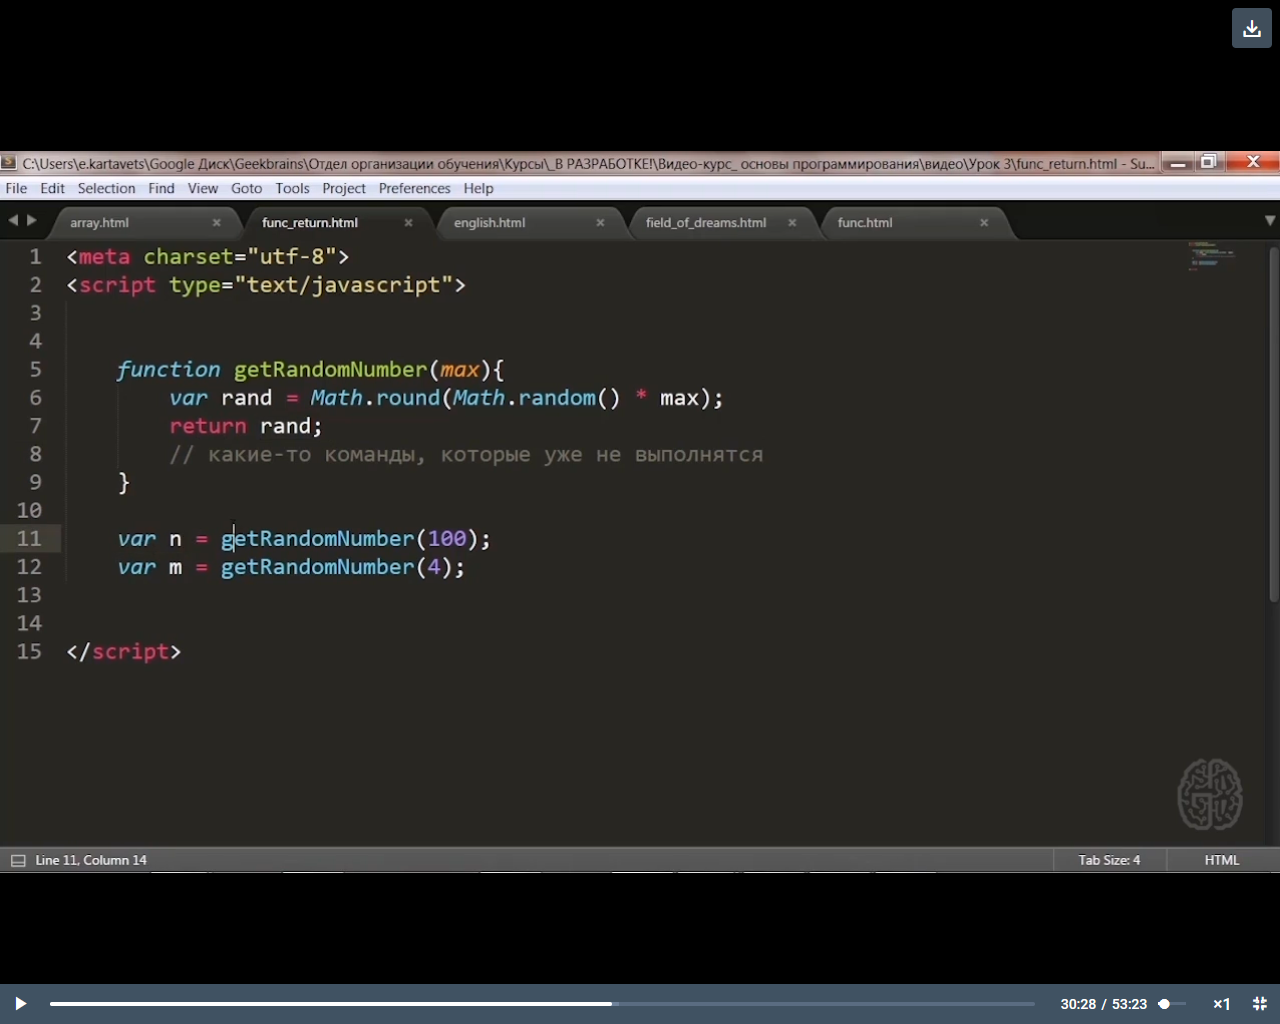 C:\Users\e.kartavets\Google Диск\Geekbrains\Отдел организации обучения\Курсы\_В РАЗРАБОТКЕ!\Видео-курс_ основы программирования\видео\Урок 3\func_return.html - Su...
File Edit Selection Find View Goto Tools Project Preferences Help
array.html func_return.html english.html field_of_dreams.html func.html
1 <meta charset="utf-8">
2 <script type="text/javascript">
3
4
5 function getRandomNumber(max){
6 var rand = Math.round(Math.random() * max);
7 return rand;
8 // какие-то команды, которые уже не выполнятся
9 }
10
11 var n = getRandomNumber(100);
12 var m = getRandomNumber(4);
13
14
15 </script>
Line 11, Column 14 Tab Size: 4 HTML
30:28 / 53:23 ×1